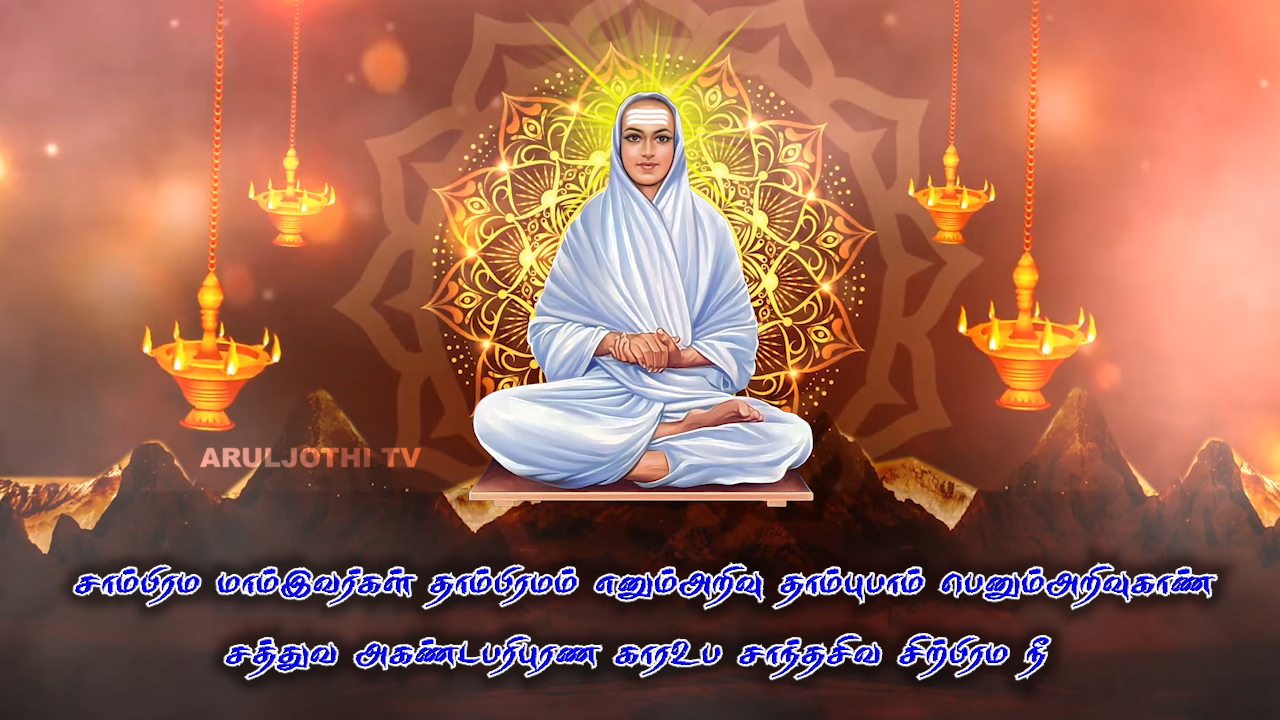 ARULJOTHI TV
சாம்பிரம மாம்இவர்கள் தாம்பிரமம் எனும்அறிவு தாம்புபாம் பெனும்அறிவுகாண்
சத்துவ அகண்டபரிபுரண காரஉப சாந்தசிவ சிற்பிரம நீ